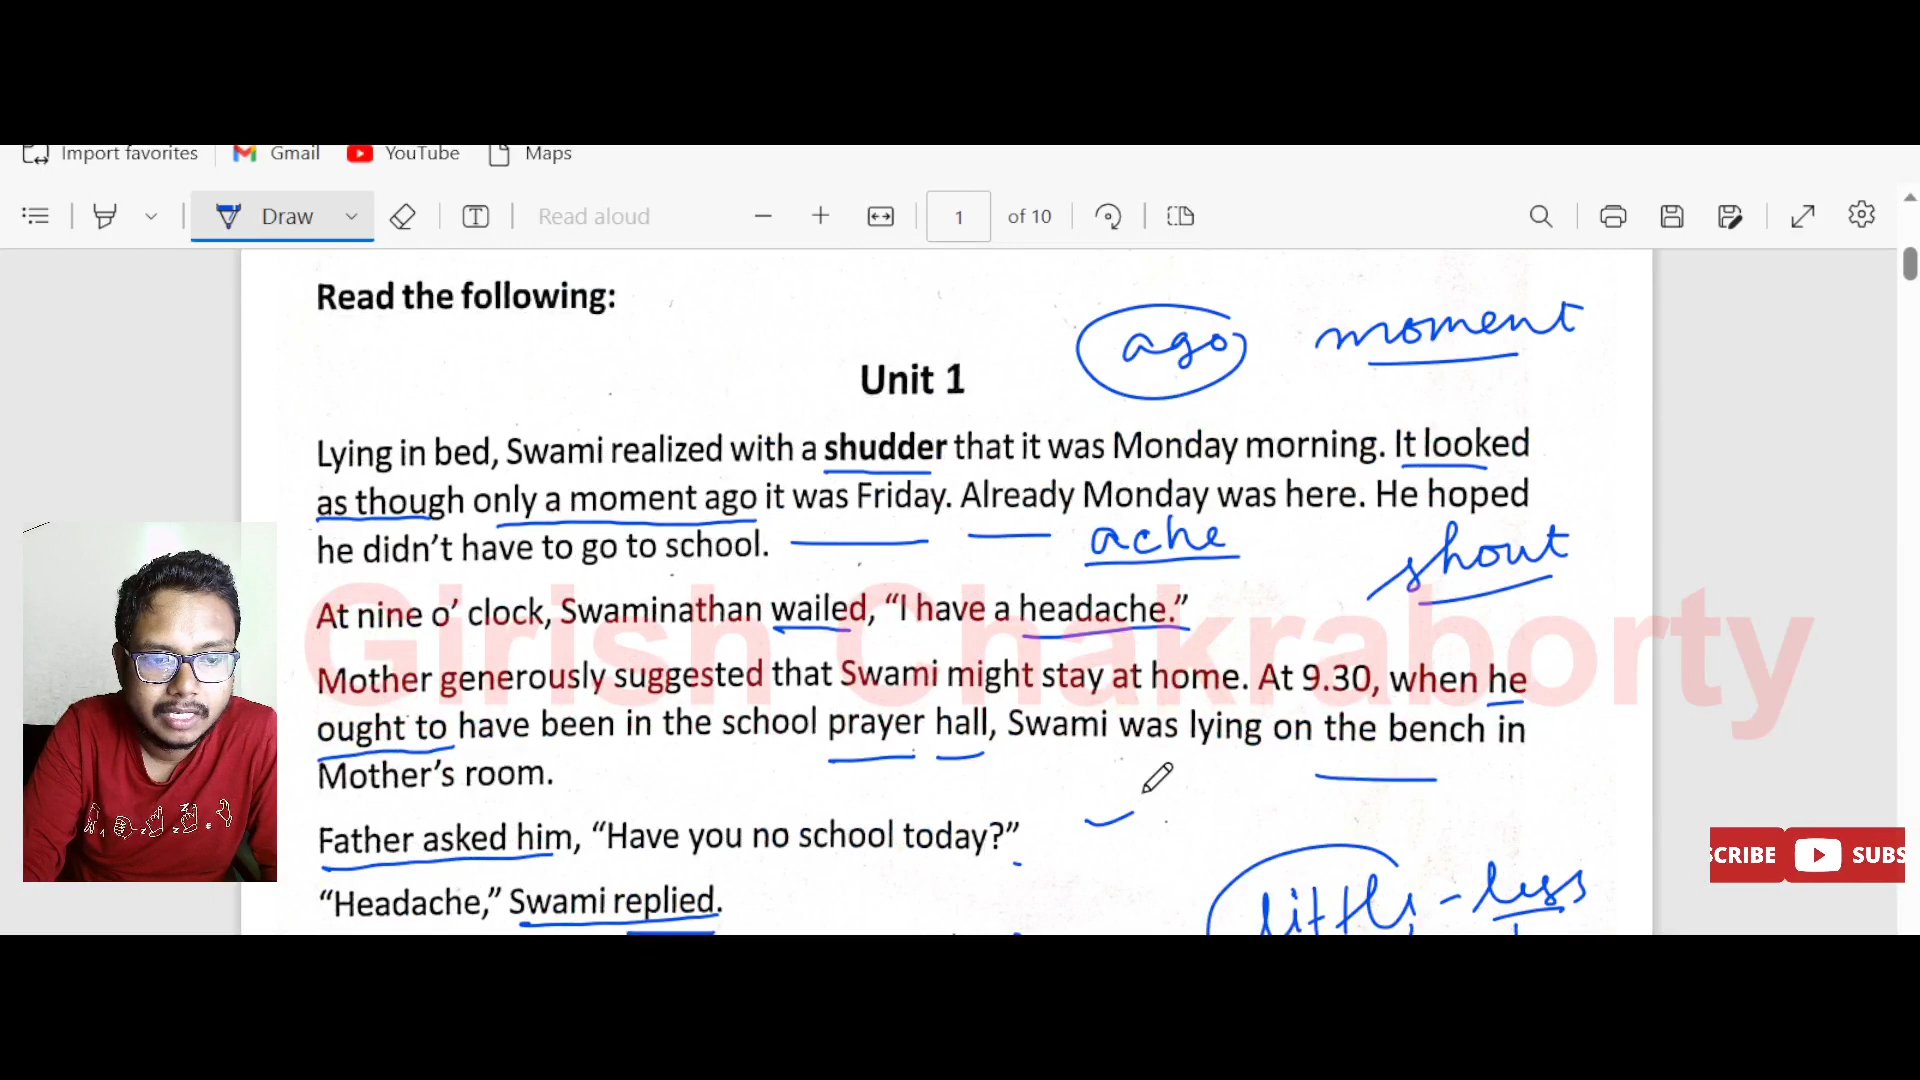 Import favorites Gmail YouTube Maps
Draw Read aloud 1 of 10
Read the following:
ago moment
Unit 1
Lying in bed, Swami realized with a shudder that it was Monday morning. It looked
as though only a moment ago it was Friday. Already Monday was here. He hoped
he didn't have to go to school.
ache shout
At nine o' clock, Swaminathan wailed, “I have a headache.”
Girish Chakraborty
Mother generously suggested that Swami might stay at home. At 9.30, when he
ought to have been in the school prayer hall, Swami was lying on the bench in
Mother's room.
Father asked him, “Have you no school today?”
SCRIBE SUBS
“Headache,” Swami replied.
little - less